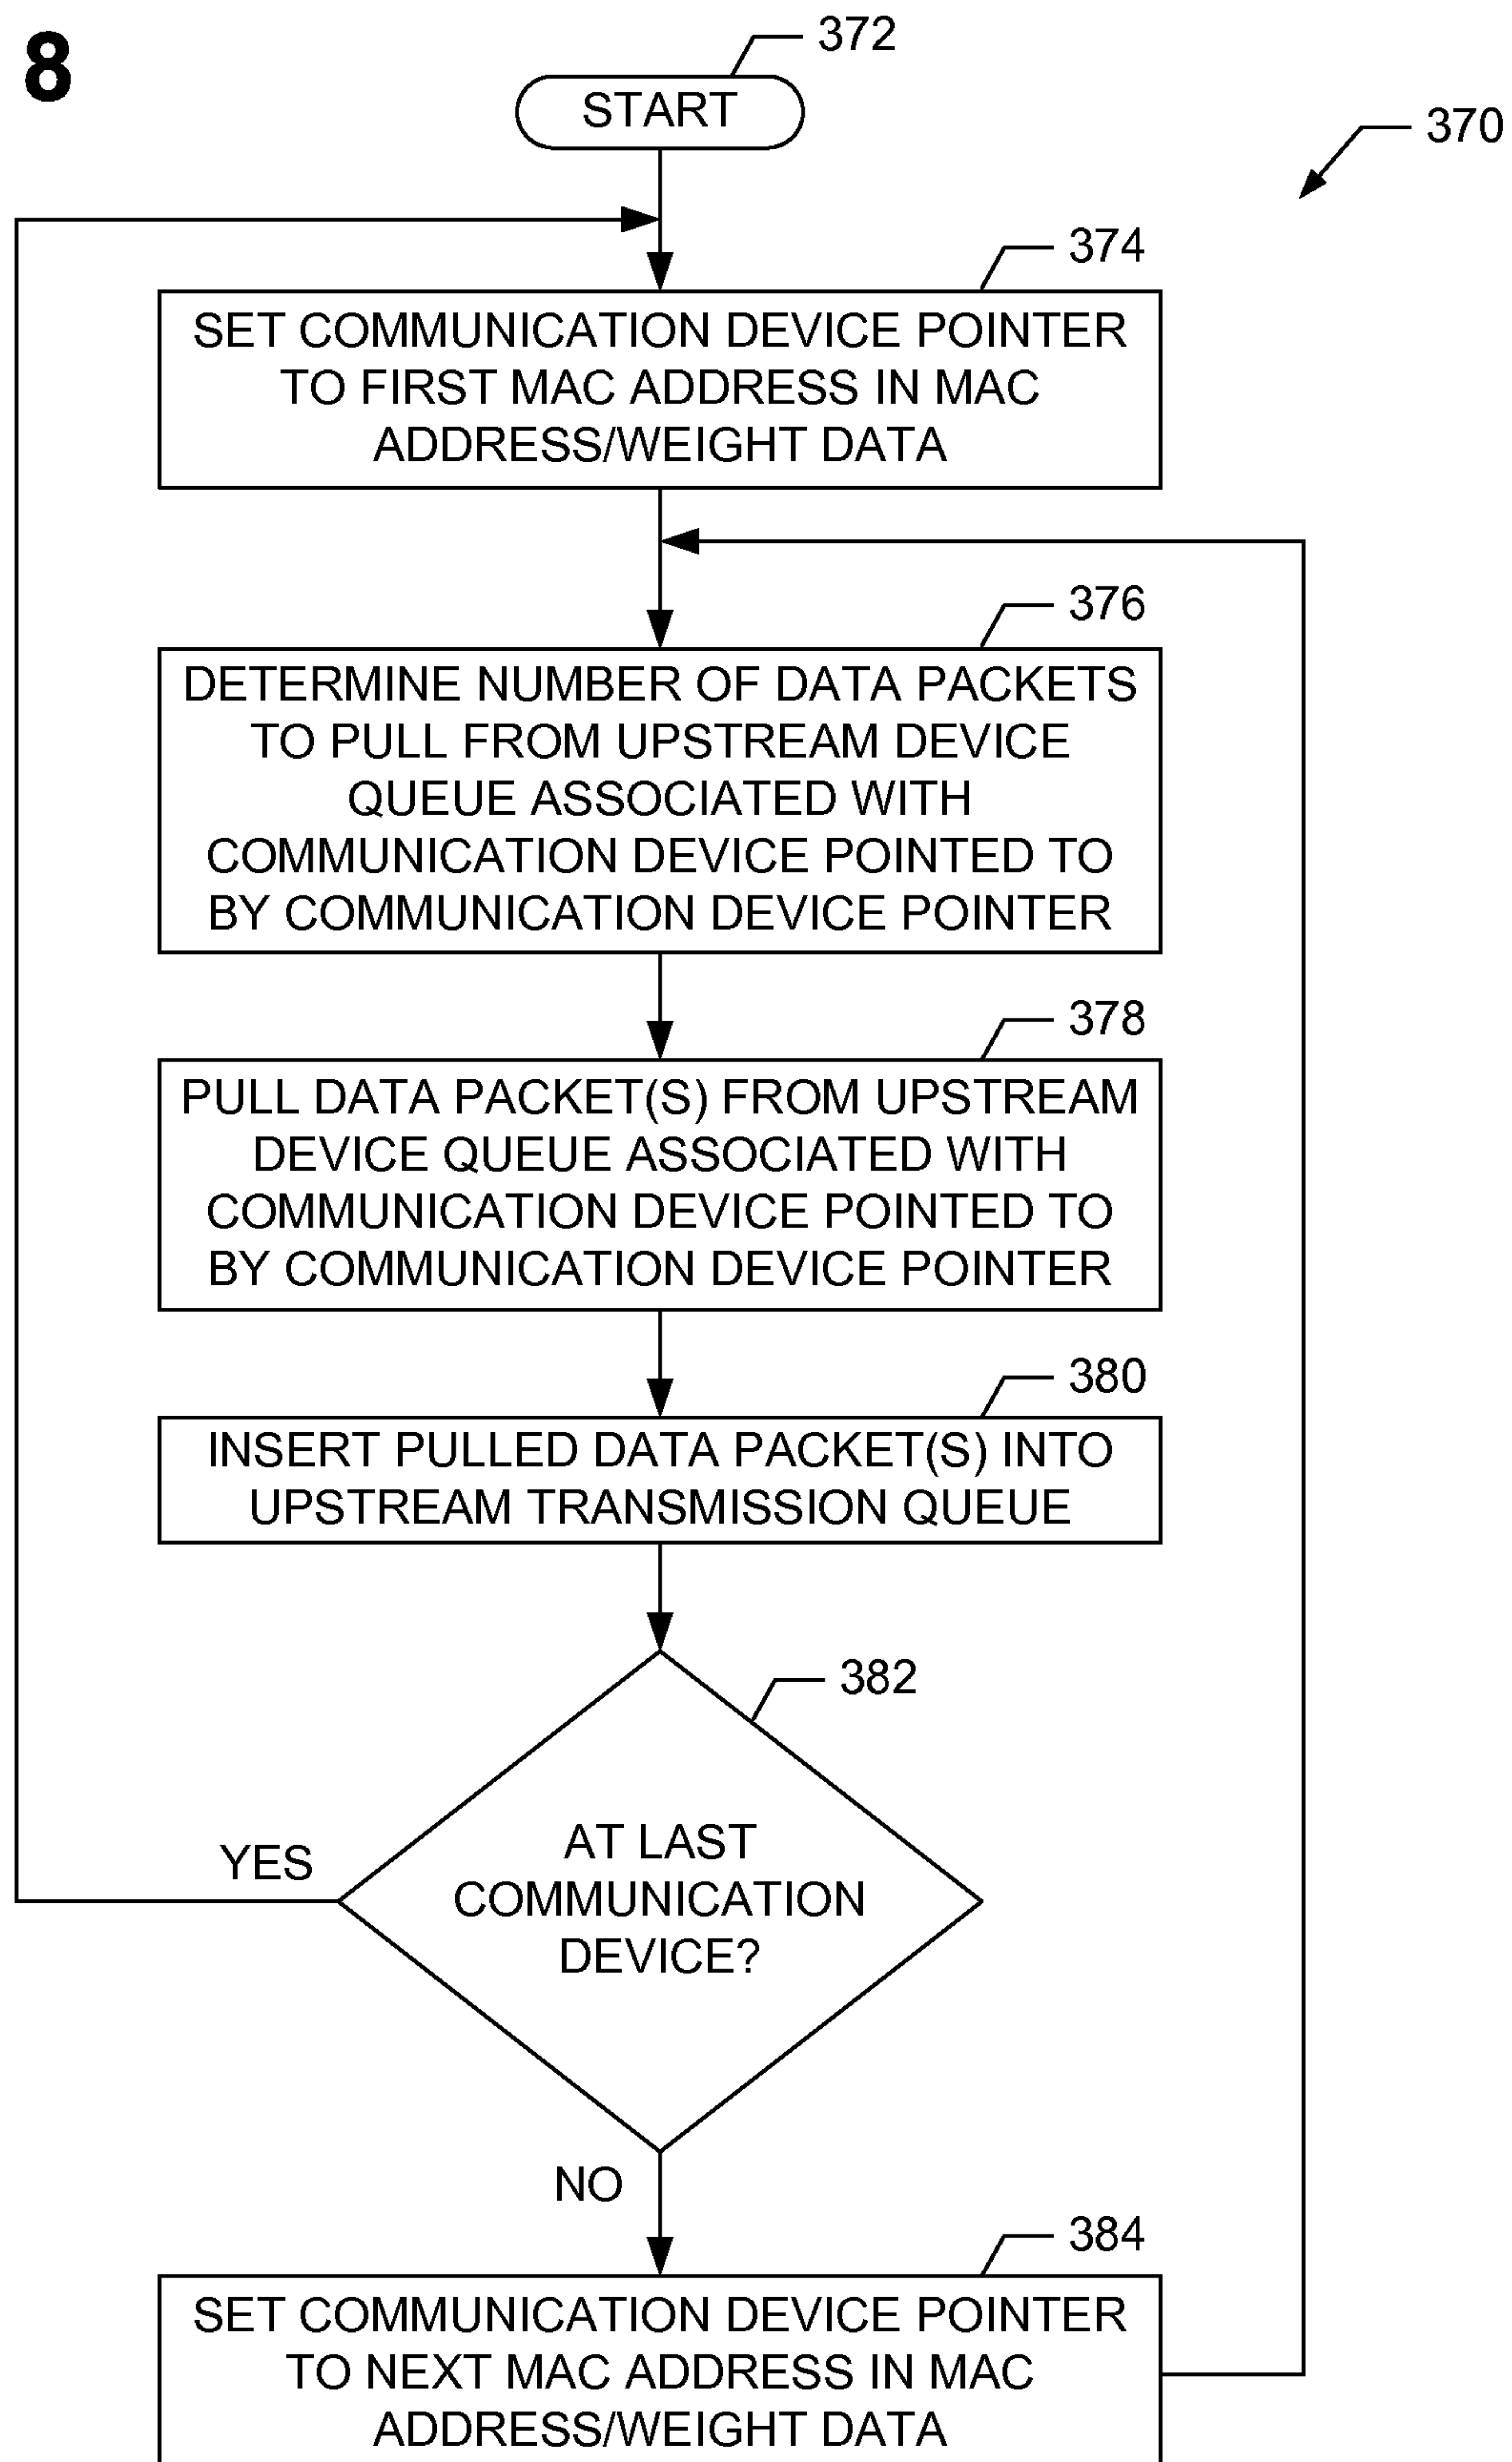 8
372
START
370
374
SET COMMUNICATION DEVICE POINTER
TO FIRST MAC ADDRESS IN MAC
ADDRESS/WEIGHT DATA
376
DETERMINE NUMBER OF DATA PACKETS
TO PULL FROM UPSTREAM DEVICE
QUEUE ASSOCIATED WITH
COMMUNICATION DEVICE POINTED TO
BY COMMUNICATION DEVICE POINTER
378
PULL DATA PACKET(S) FROM UPSTREAM
DEVICE QUEUE ASSOCIATED WITH
COMMUNICATION DEVICE POINTED TO
BY COMMUNICATION DEVICE POINTER
380
INSERT PULLED DATA PACKET(S) INTO
UPSTREAM TRANSMISSION QUEUE
382
AT LAST
COMMUNICATION
DEVICE?
YES
NO
384
SET COMMUNICATION DEVICE POINTER
TO NEXT MAC ADDRESS IN MAC
ADDRESS/WEIGHT DATA